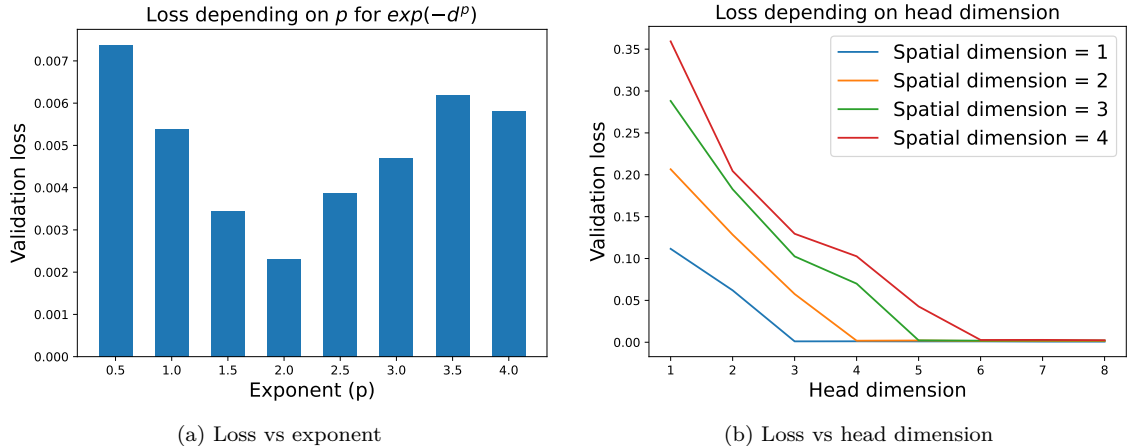 Loss depending on p for exp(−d^p)
Validation loss
0.007
0.006
0.005
0.004
0.003
0.002
0.001
0.000
0.5 1.0 1.5 2.0 2.5 3.0 3.5 4.0
Exponent (p)
(a) Loss vs exponent
Loss depending on head dimension
Validation loss
0.35
0.30
0.25
0.20
0.15
0.10
0.05
0.00
Spatial dimension = 1
Spatial dimension = 2
Spatial dimension = 3
Spatial dimension = 4
1 2 3 4 5 6 7 8
Head dimension
(b) Loss vs head dimension